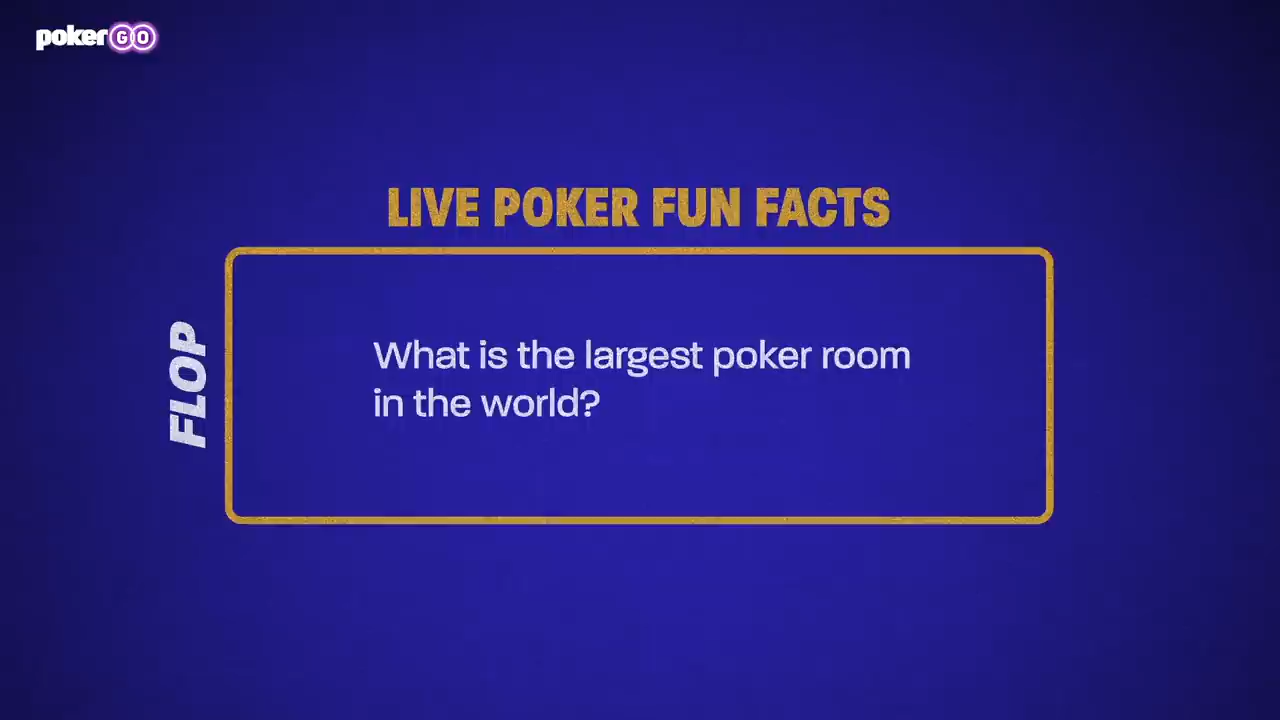 pokerGO
LIVE POKER FUN FACTS
FLOP
What is the largest poker room
in the world?